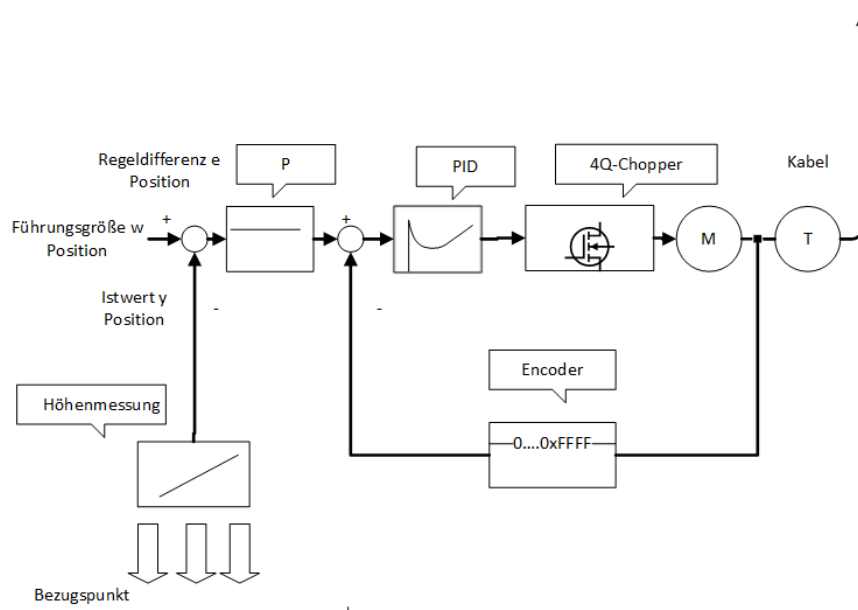 Regeldifferenz e
Position
P
PID
4Q-Chopper
Kabel
Führungsgröße w
Position
+
+
M
T
Istwert y
Position
-
-
Encoder
0....0xFFFF
Höhenmessung
Bezugspunkt